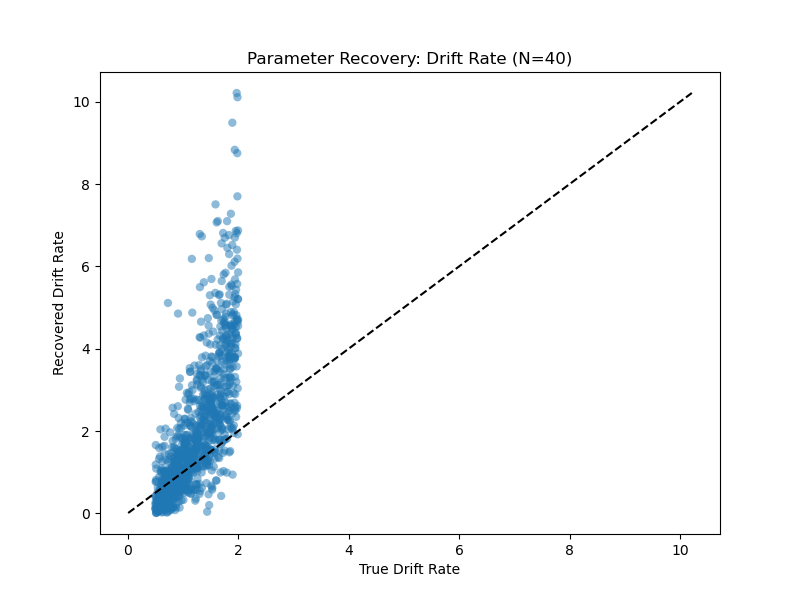 Parameter Recovery: Drift Rate (N=40)
Recovered Drift Rate
10
8
6
4
2
0
0 2 4 6 8 10
True Drift Rate